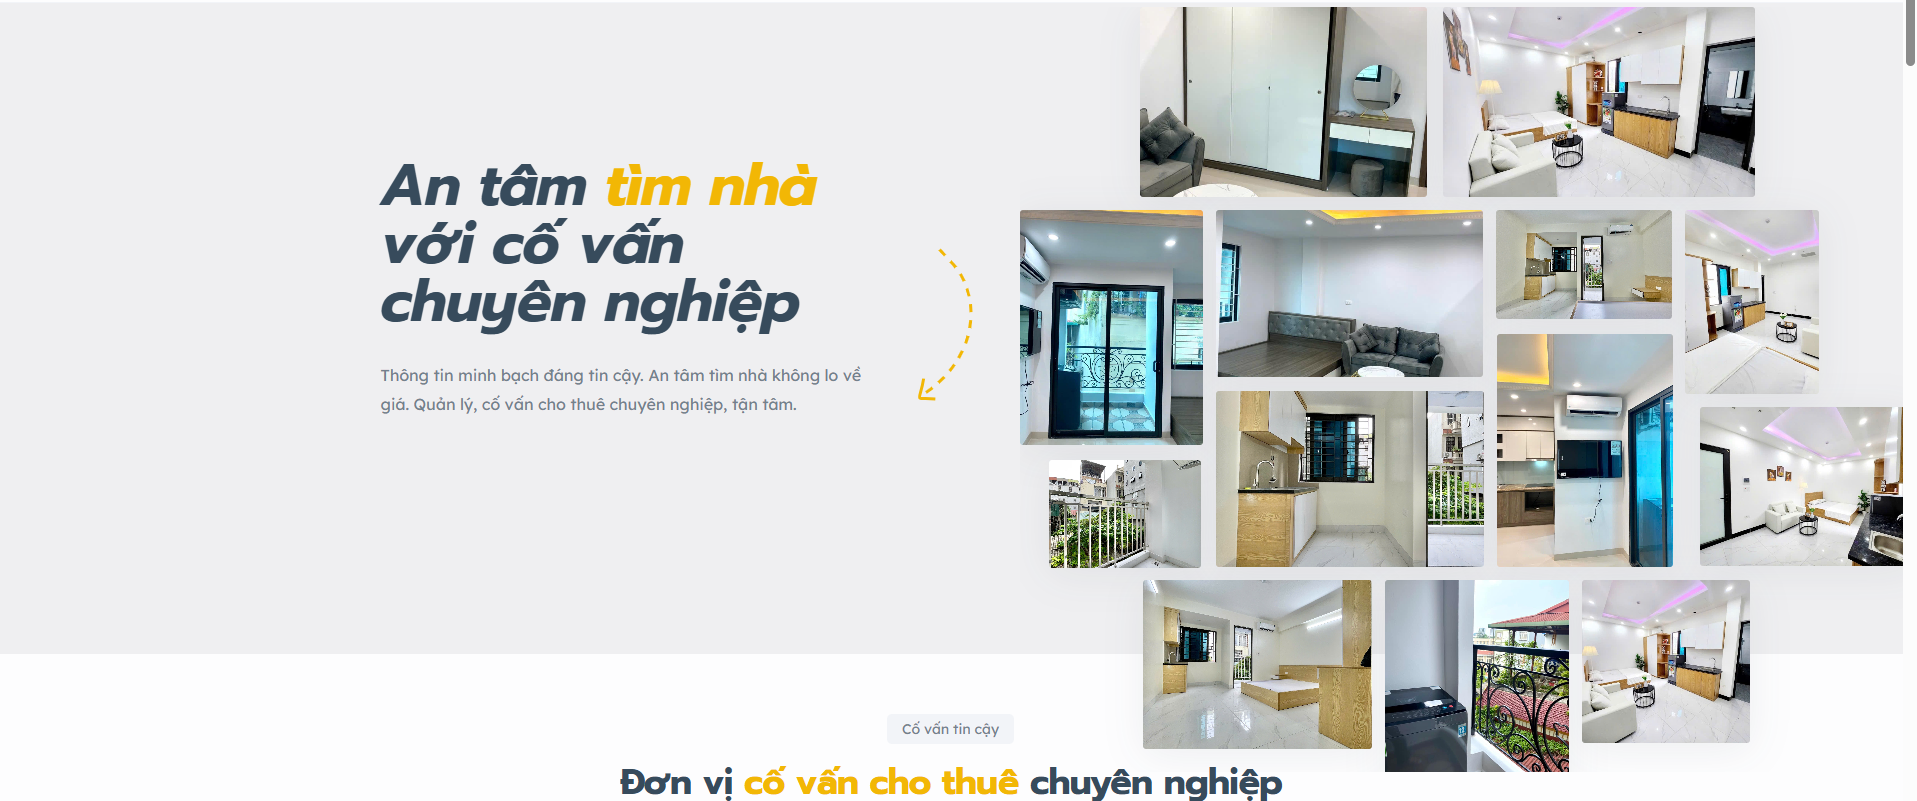 An tâm tìm nhà
với cố vấn
chuyên nghiệp
Thông tin minh bạch đáng tin cậy. An tâm tìm nhà không lo về
giá. Quản lý, cố vấn cho thuê chuyên nghiệp, tận tâm.
Cố vấn tin cậy
Đơn vị cố vấn cho thuê chuyên nghiệp